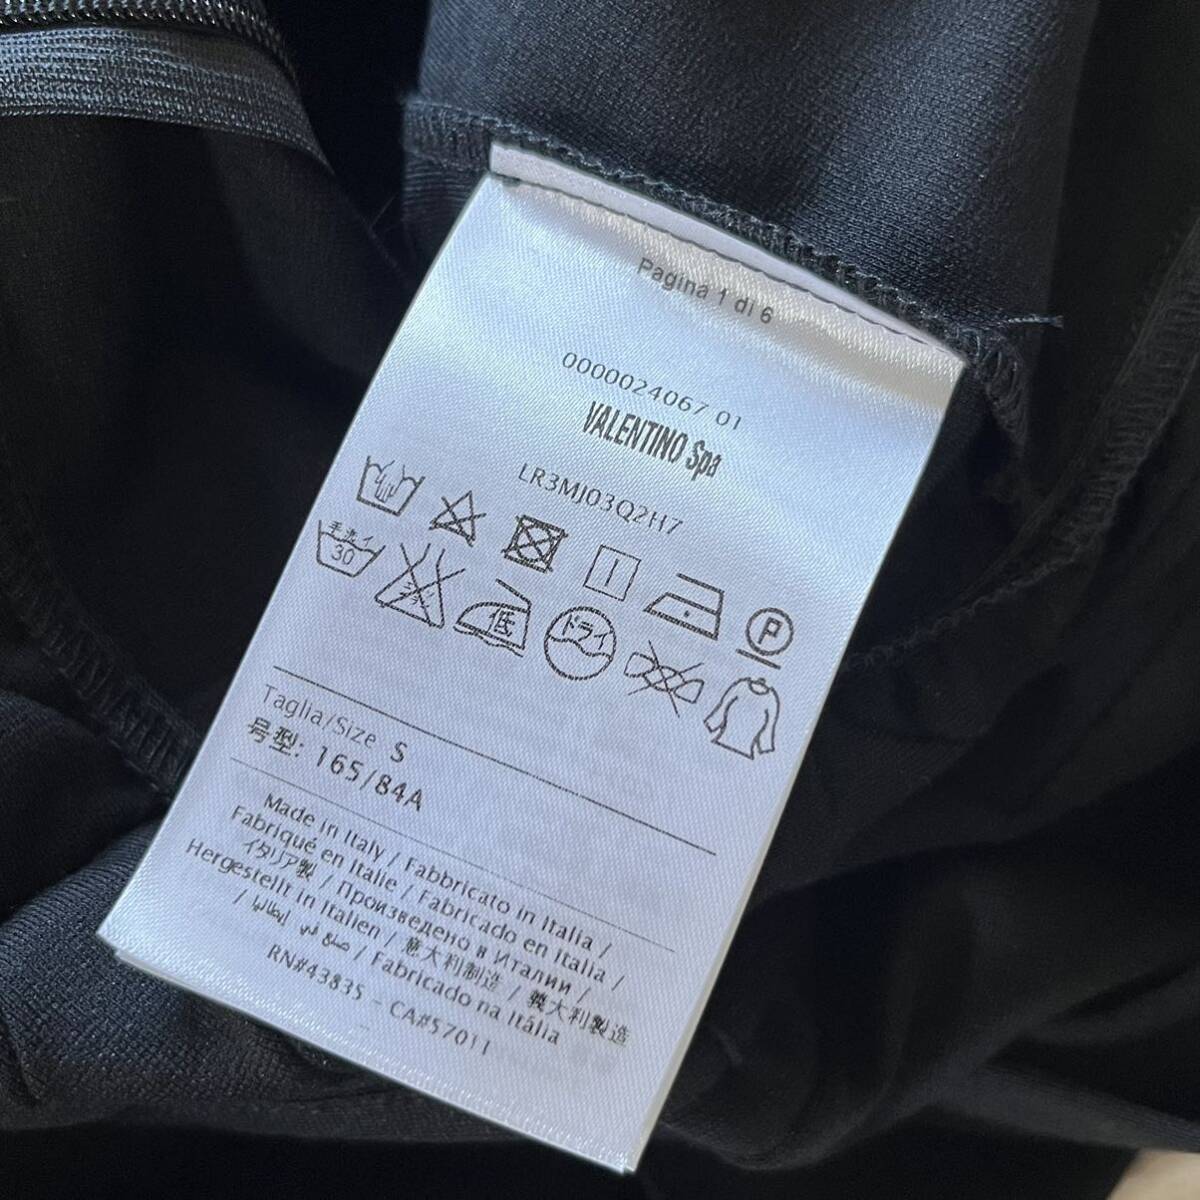 Pagina 1 di 6
0000024067 01
VALENTINO Spa
LR3MJ03Q2H7
P
手洗イ
30
低
ドライ
Taglia/Size S
号型: 165/84A
Made in Italy / Fabbricato in Italia /
Fabriqué en Italie / Fabricado en Italia /
イタリア製 / Произведено в Италии /
Hergestellt in Italien / 意大利制造 / 義大利製造
/ صنع في إيطاليا / Fabricado na Itália
RN#43835 - CA#57011